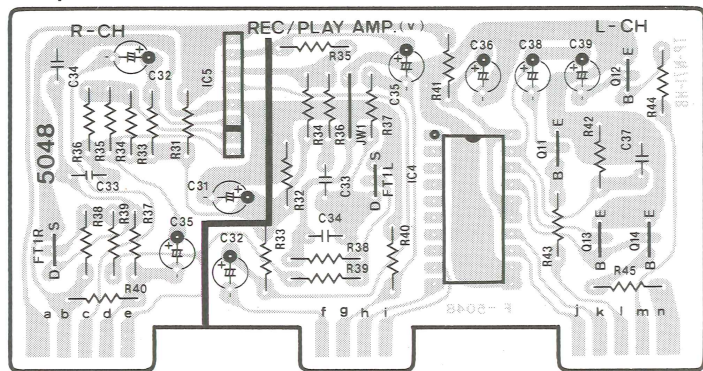 R-CH REC/PLAY AMP.(v) L-CH
C34 C32 IC5 R35 C35 R41 C36 C38 C39 Q12 E B R44
R36 R35 R34 R33 R31 R34 R36 JW1 R37 Q11 E B R42 C37
5048 C33 C31 R32 C33 D S FT1L IC4
FT1R D S R38 R39 R37 C35 C32 R33 C34 R38 R39 R40 R43 Q13 E B Q14 E B
R40 R45
a b c d e f g h i j k l m n
F-5048